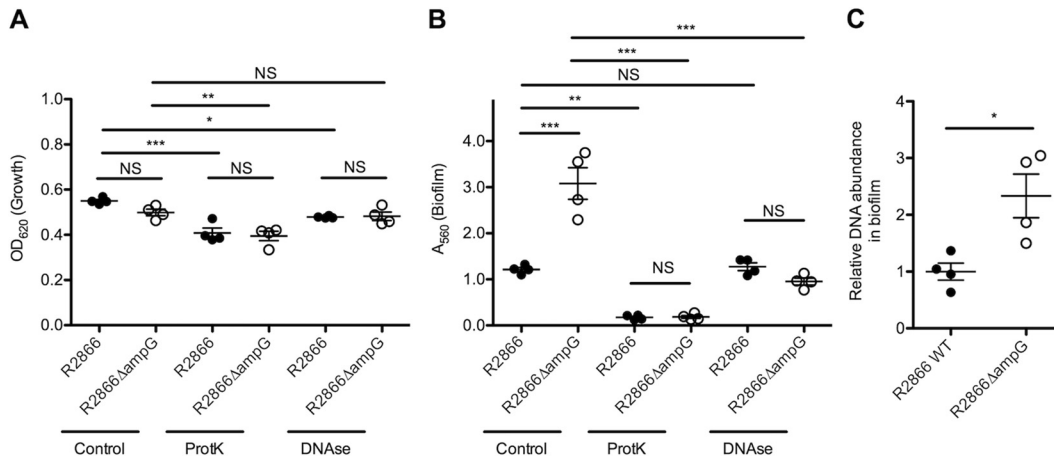 A
NS
**
*
***
NS
NS
NS
1.0
0.8
0.6
0.4
0.2
0.0
OD620 (Growth)
R2866
R2866ΔampG
R2866
R2866ΔampG
R2866
R2866ΔampG
Control
ProtK
DNAse
B
***
***
NS
**
***
NS
NS
4.0
3.0
2.0
1.0
0.0
A560 (Biofilm)
R2866
R2866ΔampG
R2866
R2866ΔampG
R2866
R2866ΔampG
Control
ProtK
DNAse
C
*
4
3
2
1
0
Relative DNA abundance
in biofilm
R2866 WT
R2866ΔampG